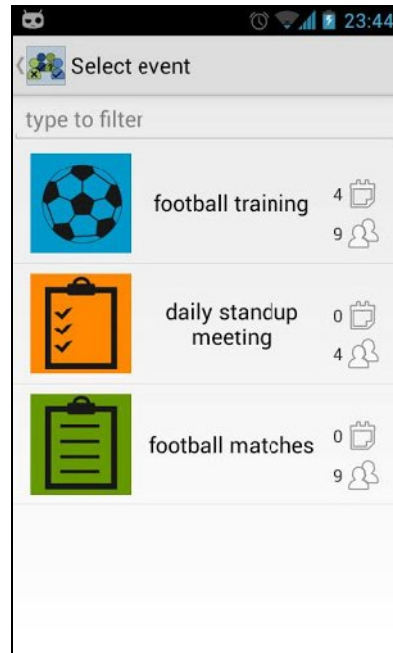 23:44
Select event
type to filter
football training
4
9
daily standup
meeting
0
4
football matches
0
9